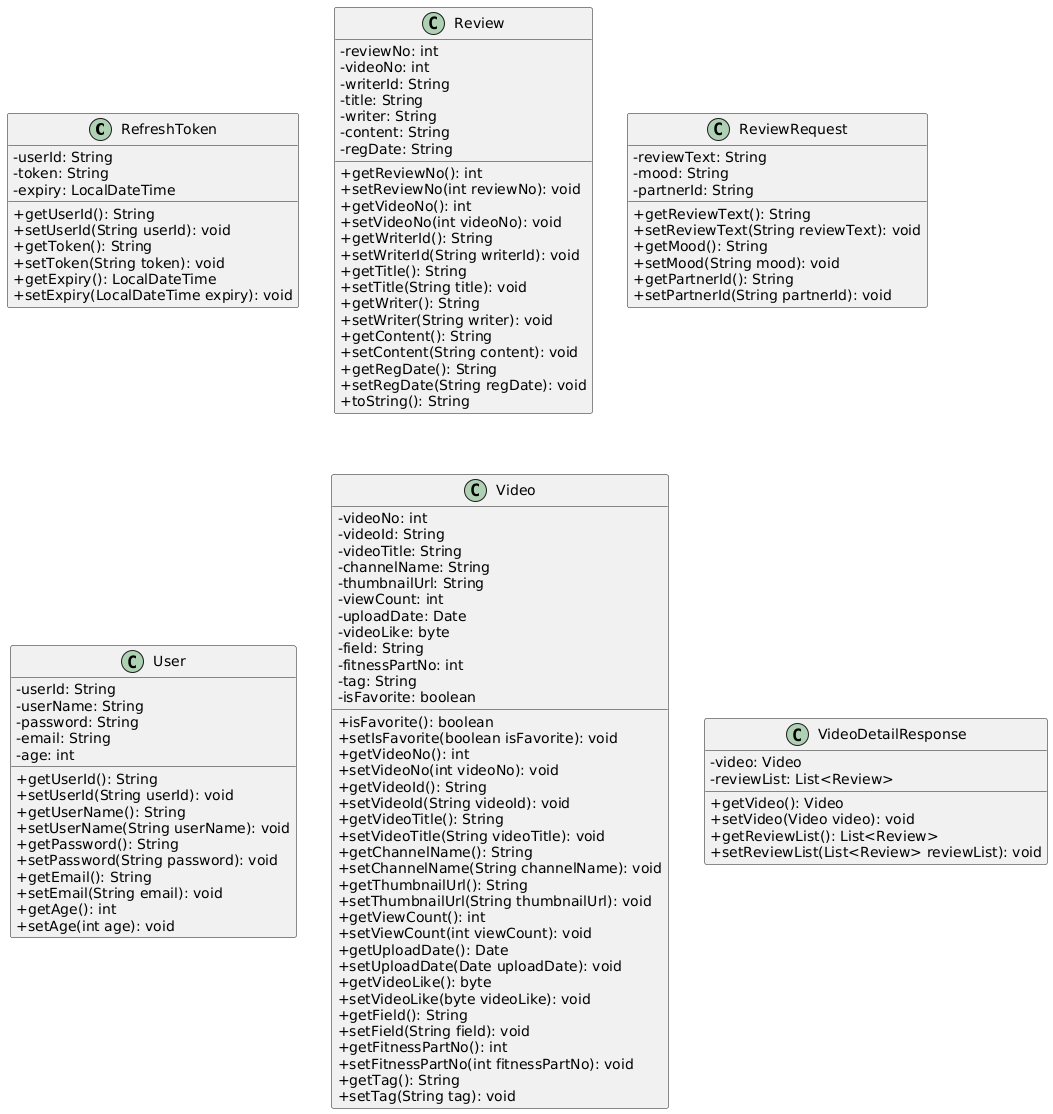 C RefreshToken
-userId: String
-token: String
-expiry: LocalDateTime
+getUserId(): String
+setUserId(String userId): void
+getToken(): String
+setToken(String token): void
+getExpiry(): LocalDateTime
+setExpiry(LocalDateTime expiry): void
C Review
-reviewNo: int
-videoNo: int
-writerId: String
-title: String
-writer: String
-content: String
-regDate: String
+getReviewNo(): int
+setReviewNo(int reviewNo): void
+getVideoNo(): int
+setVideoNo(int videoNo): void
+getWriterId(): String
+setWriterId(String writerId): void
+getTitle(): String
+setTitle(String title): void
+getWriter(): String
+setWriter(String writer): void
+getContent(): String
+setContent(String content): void
+getRegDate(): String
+setRegDate(String regDate): void
+toString(): String
C ReviewRequest
-reviewText: String
-mood: String
-partnerId: String
+getReviewText(): String
+setReviewText(String reviewText): void
+getMood(): String
+setMood(String mood): void
+getPartnerId(): String
+setPartnerId(String partnerId): void
C User
-userId: String
-userName: String
-password: String
-email: String
-age: int
+getUserId(): String
+setUserId(String userId): void
+getUserName(): String
+setUserName(String userName): void
+getPassword(): String
+setPassword(String password): void
+getEmail(): String
+setEmail(String email): void
+getAge(): int
+setAge(int age): void
C Video
-videoNo: int
-videoId: String
-videoTitle: String
-channelName: String
-thumbnailUrl: String
-viewCount: int
-uploadDate: Date
-videoLike: byte
-field: String
-fitnessPartNo: int
-tag: String
-isFavorite: boolean
+isFavorite(): boolean
+setIsFavorite(boolean isFavorite): void
+getVideoNo(): int
+setVideoNo(int videoNo): void
+getVideoId(): String
+setVideoId(String videoId): void
+getVideoTitle(): String
+setVideoTitle(String videoTitle): void
+getChannelName(): String
+setChannelName(String channelName): void
+getThumbnailUrl(): String
+setThumbnailUrl(String thumbnailUrl): void
+getViewCount(): int
+setViewCount(int viewCount): void
+getUploadDate(): Date
+setUploadDate(Date uploadDate): void
+getVideoLike(): byte
+setVideoLike(byte videoLike): void
+getField(): String
+setField(String field): void
+getFitnessPartNo(): int
+setFitnessPartNo(int fitnessPartNo): void
+getTag(): String
+setTag(String tag): void
C VideoDetailResponse
-video: Video
-reviewList: List<Review>
+getVideo(): Video
+setVideo(Video video): void
+getReviewList(): List<Review>
+setReviewList(List<Review> reviewList): void